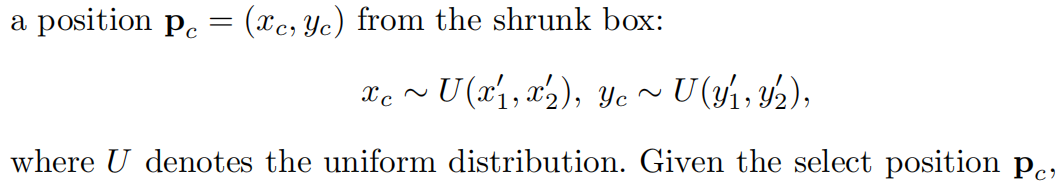 a position p_c = (x_c, y_c) from the shrunk box:
x_c ∼ U(x′_1, x′_2), y_c ∼ U(y′_1, y′_2),
where U denotes the uniform distribution. Given the select position p_c,